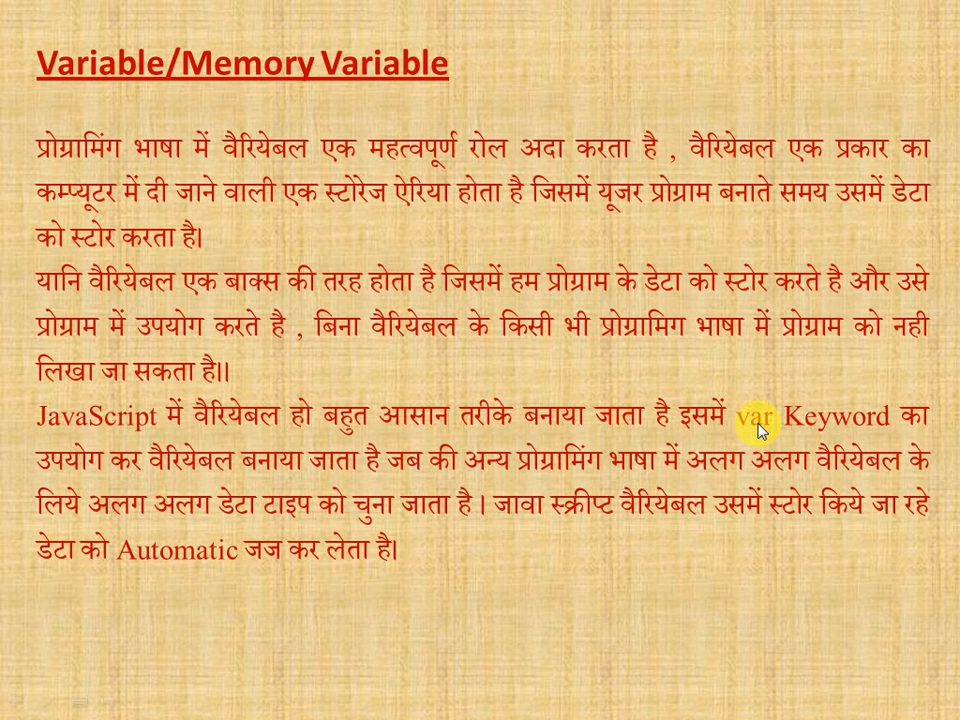 Variable/Memory Variable
प्रोग्रामिंग भाषा में वैरियेबल एक महत्वपूर्ण रोल अदा करता है , वैरियेबल एक प्रकार का
कम्प्यूटर में दी जाने वाली एक स्टोरेज ऐरिया होता है जिसमें यूजर प्रोग्राम बनाते समय उसमें डेटा
को स्टोर करता है।
यानि वैरियेबल एक बाक्स की तरह होता है जिसमें हम प्रोग्राम के डेटा को स्टोर करते है और उसे
प्रोग्राम में उपयोग करते है , बिना वैरियेबल के किसी भी प्रोग्रामिग भाषा में प्रोग्राम को नही
लिखा जा सकता है।।
JavaScript में वैरियेबल हो बहुत आसान तरीके बनाया जाता है इसमें var Keyword का
उपयोग कर वैरियेबल बनाया जाता है जब की अन्य प्रोग्रामिंग भाषा में अलग अलग वैरियेबल के
लिये अलग अलग डेटा टाइप को चुना जाता है । जावा स्क्रीप्ट वैरियेबल उसमें स्टोर किये जा रहे
डेटा को Automatic जज कर लेता है।